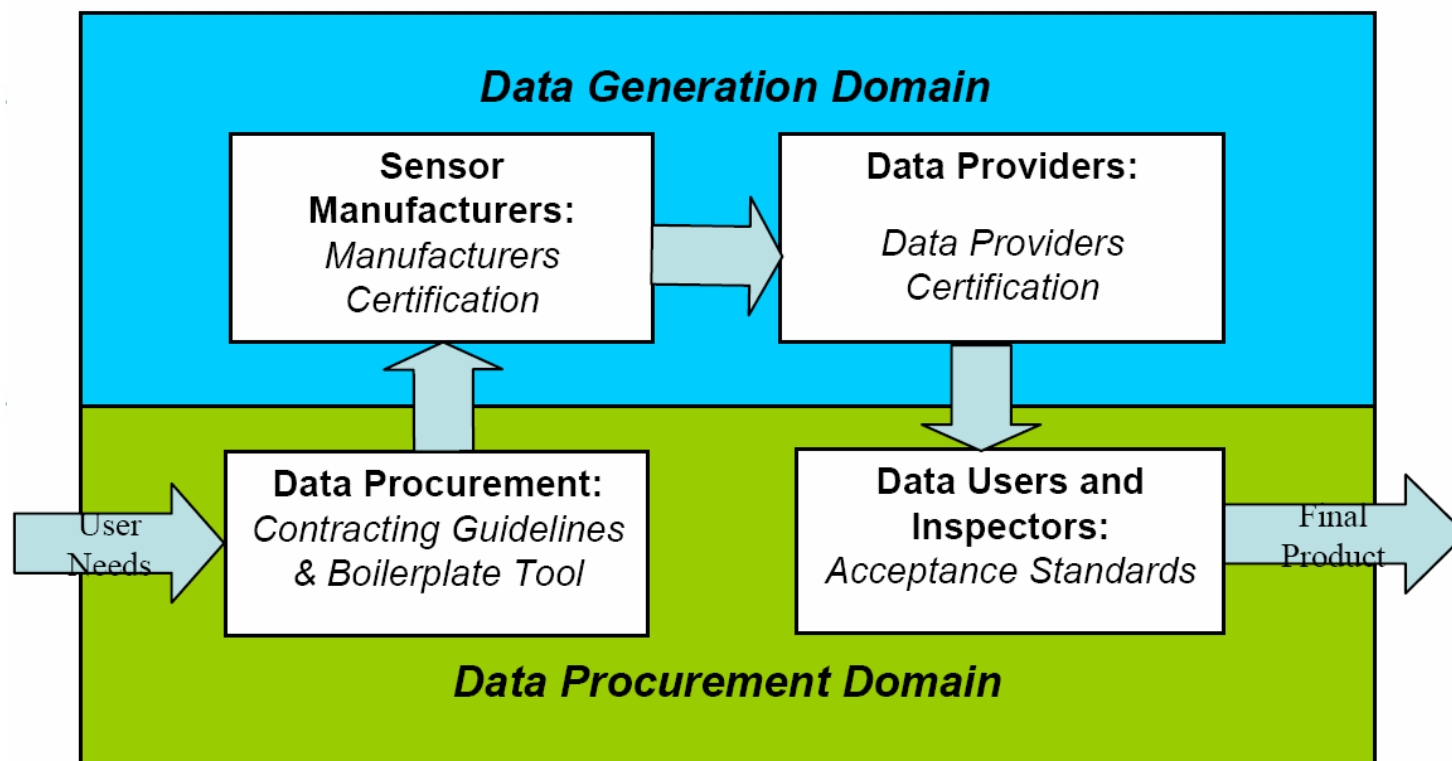 Data Generation Domain
Sensor
Manufacturers:
Manufacturers
Certification
Data Providers:
Data Providers
Certification
User
Needs
Data Procurement:
Contracting Guidelines
& Boilerplate Tool
Data Users and
Inspectors:
Acceptance Standards
Final
Product
Data Procurement Domain